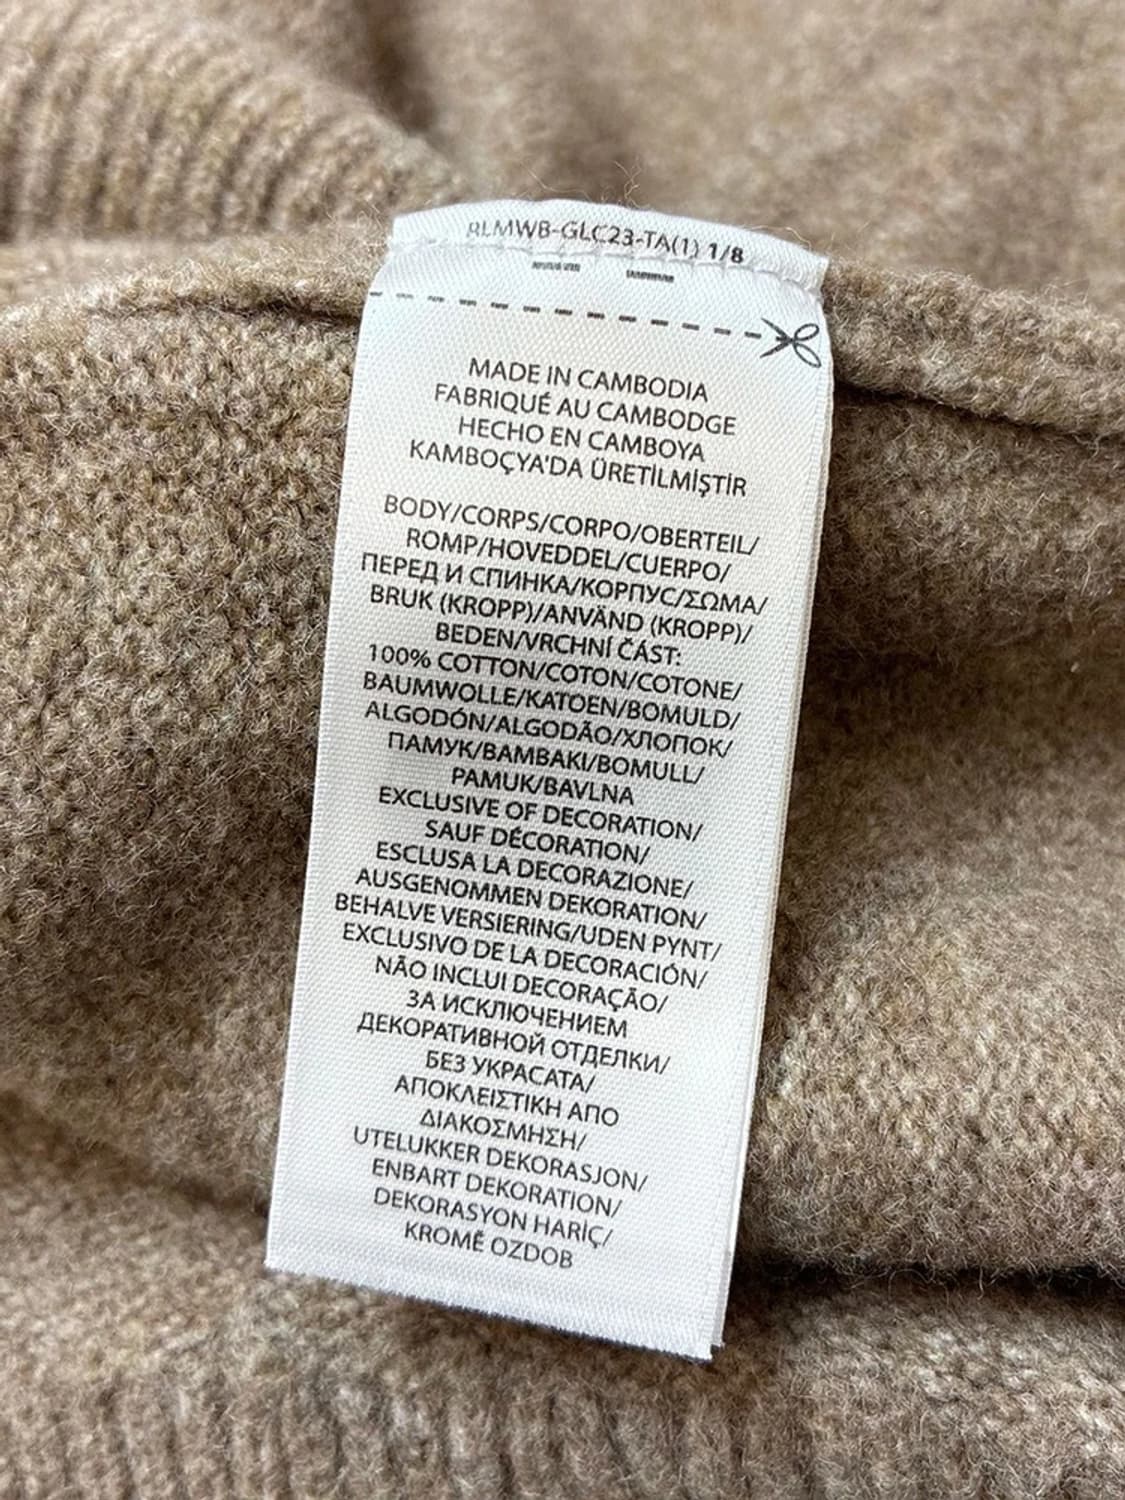 RLMWB-GLC23-TA(1) 1/8
MADE IN CAMBODIA
FABRIQUÉ AU CAMBODGE
HECHO EN CAMBOYA
KAMBOÇYA'DA ÜRETİLMİŞTİR
BODY/CORPS/CORPO/OBERTEIL/
ROMP/HOVEDDEL/CUERPO/
ПЕРЕД И СПИНКА/КОРПУС/ΣΩΜΑ/
BRUK (KROPP)/ANVÄND (KROPP)/
BEDEN/VRCHNÍ ČÁST:
100% COTTON/COTON/COTONE/
BAUMWOLLE/KATOEN/BOMULD/
ALGODÓN/ALGODÃO/ХЛОПОК/
ПАМУК/ΒΑΜΒΑΚΙ/BOMULL/
PAMUK/BAVLNA
EXCLUSIVE OF DECORATION/
SAUF DÉCORATION/
ESCLUSA LA DECORAZIONE/
AUSGENOMMEN DEKORATION/
BEHALVE VERSIERING/UDEN PYNT/
EXCLUSIVO DE LA DECORACIÓN/
NÃO INCLUI DECORAÇÃO/
ЗА ИСКЛЮЧЕНИЕМ
ДЕКОРАТИВНОЙ ОТДЕЛКИ/
БЕЗ УКРАСАТА/
ΑΠΟΚΛΕΙΣΤΙΚΗ ΑΠΟ
ΔΙΑΚΟΣΜΗΣΗ/
UTELUKKER DEKORASJON/
ENBART DEKORATION/
DEKORASYON HARİÇ/
KROMĚ OZDOB